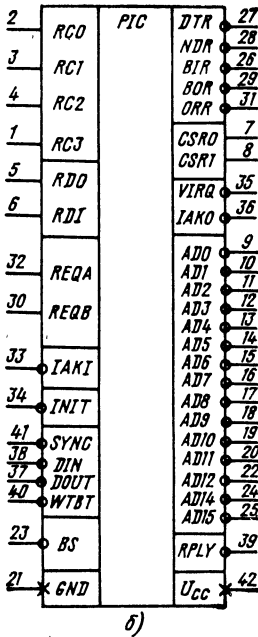 PIC
2 RC0
3 RC1
4 RC2
1 RC3
5 RD0
6 RDI
32 REQA
30 REQB
33 IAKI
34 INIT
41 SYNC
38 DIN
37 DOUT
40 WTBT
23 BS
21 GND
DTR 27
NDR 28
BIR 26
BOR 29
ORR 31
CSR0 7
CSR1 8
VIRQ 35
IAKO 36
AD0 9
AD1 10
AD2 11
AD3 12
AD4 13
AD5 14
AD6 15
AD7 16
AD8 17
AD9 18
AD10 19
AD11 20
AD12 22
AD14 24
AD15 25
RPLY 39
UCC 42
б)